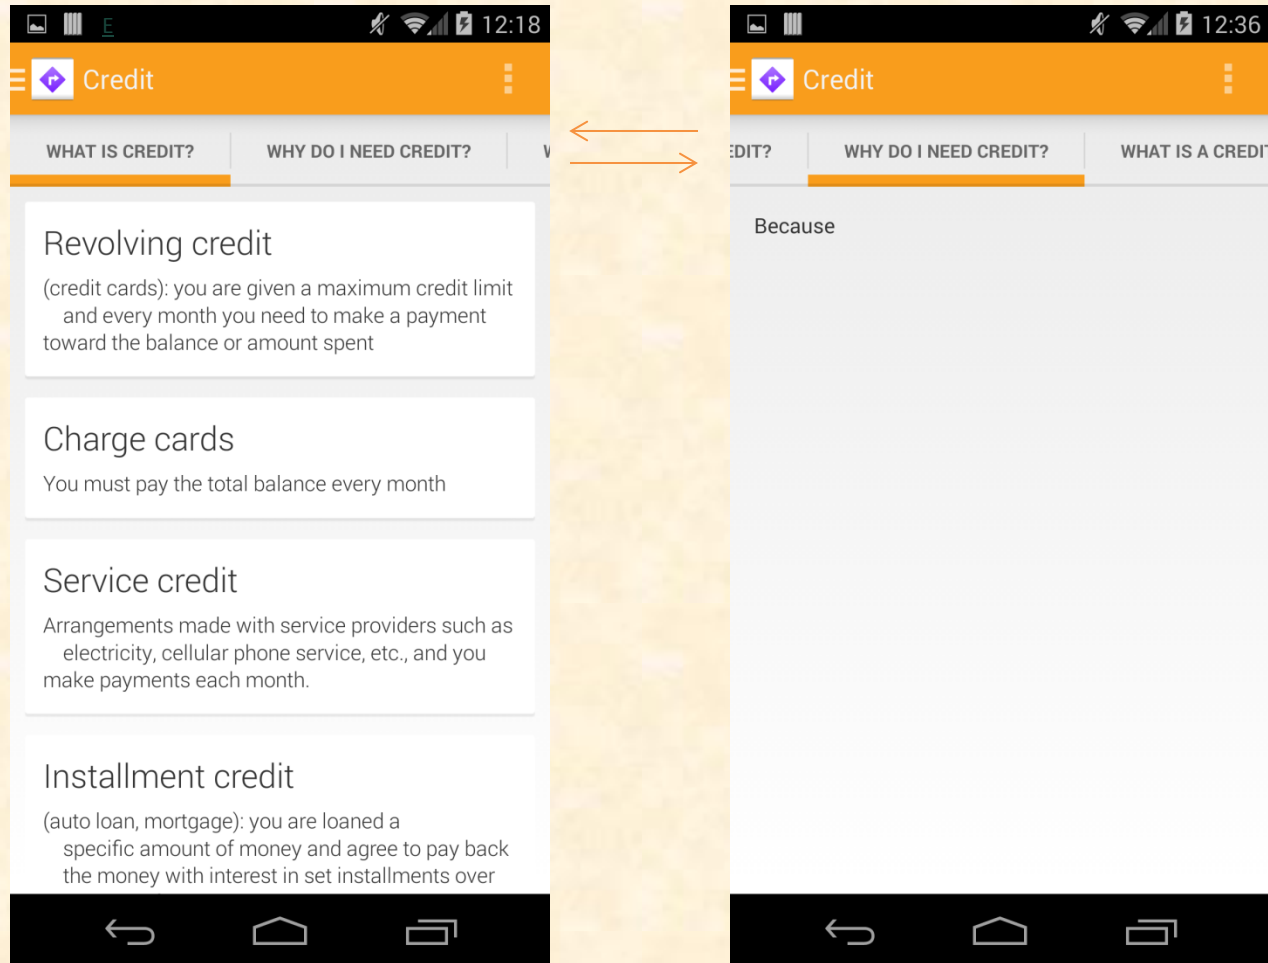 E
12:18
Credit
WHAT IS CREDIT?
WHY DO I NEED CREDIT?
Revolving credit
(credit cards): you are given a maximum credit limit
and every month you need to make a payment
toward the balance or amount spent
Charge cards
You must pay the total balance every month
Service credit
Arrangements made with service providers such as
electricity, cellular phone service, etc., and you
make payments each month.
Installment credit
(auto loan, mortgage): you are loaned a
specific amount of money and agree to pay back
the money with interest in set installments over
12:36
Credit
EDIT?
WHY DO I NEED CREDIT?
WHAT IS A CREDIT
Because